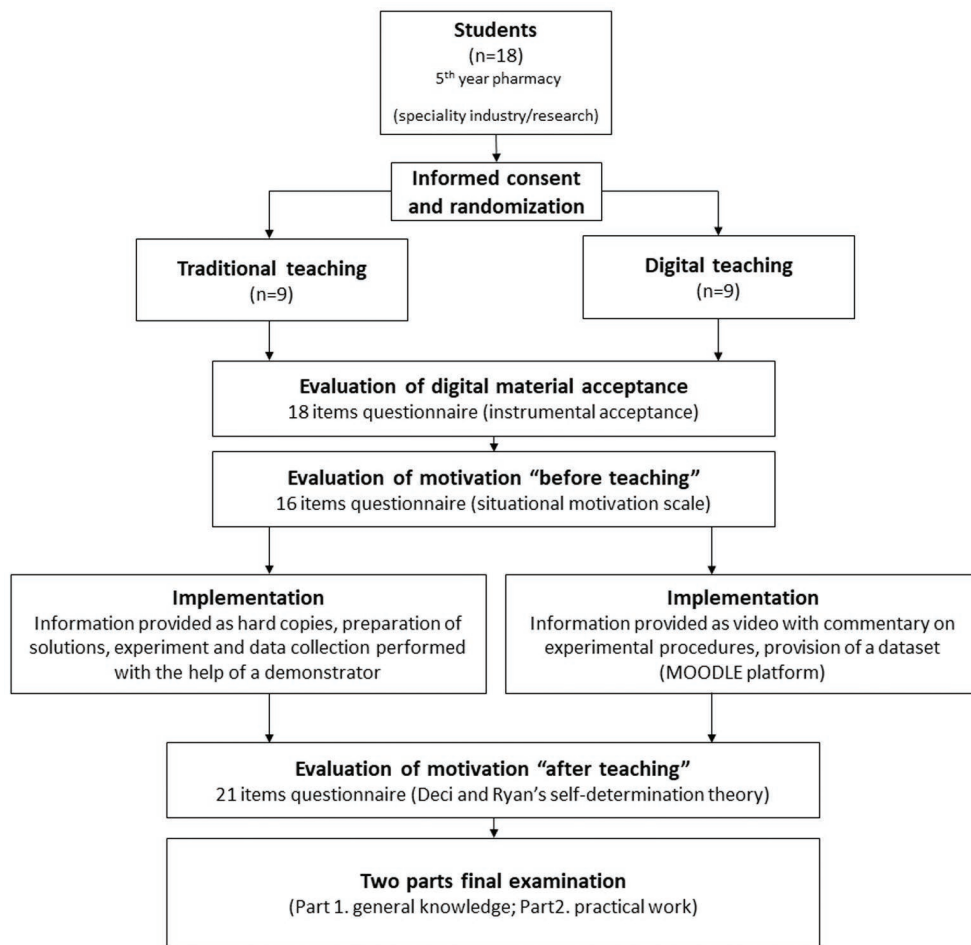 Students
(n=18)
5th year pharmacy
(speciality industry/research)
Informed consent
and randomization
Traditional teaching
(n=9)
Digital teaching
(n=9)
Evaluation of digital material acceptance
18 items questionnaire (instrumental acceptance)
Evaluation of motivation “before teaching”
16 items questionnaire (situational motivation scale)
Implementation
Information provided as hard copies, preparation of
solutions, experiment and data collection performed
with the help of a demonstrator
Implementation
Information provided as video with commentary on
experimental procedures, provision of a dataset
(MOODLE platform)
Evaluation of motivation “after teaching”
21 items questionnaire (Deci and Ryan’s self-determination theory)
Two parts final examination
(Part 1. general knowledge; Part2. practical work)